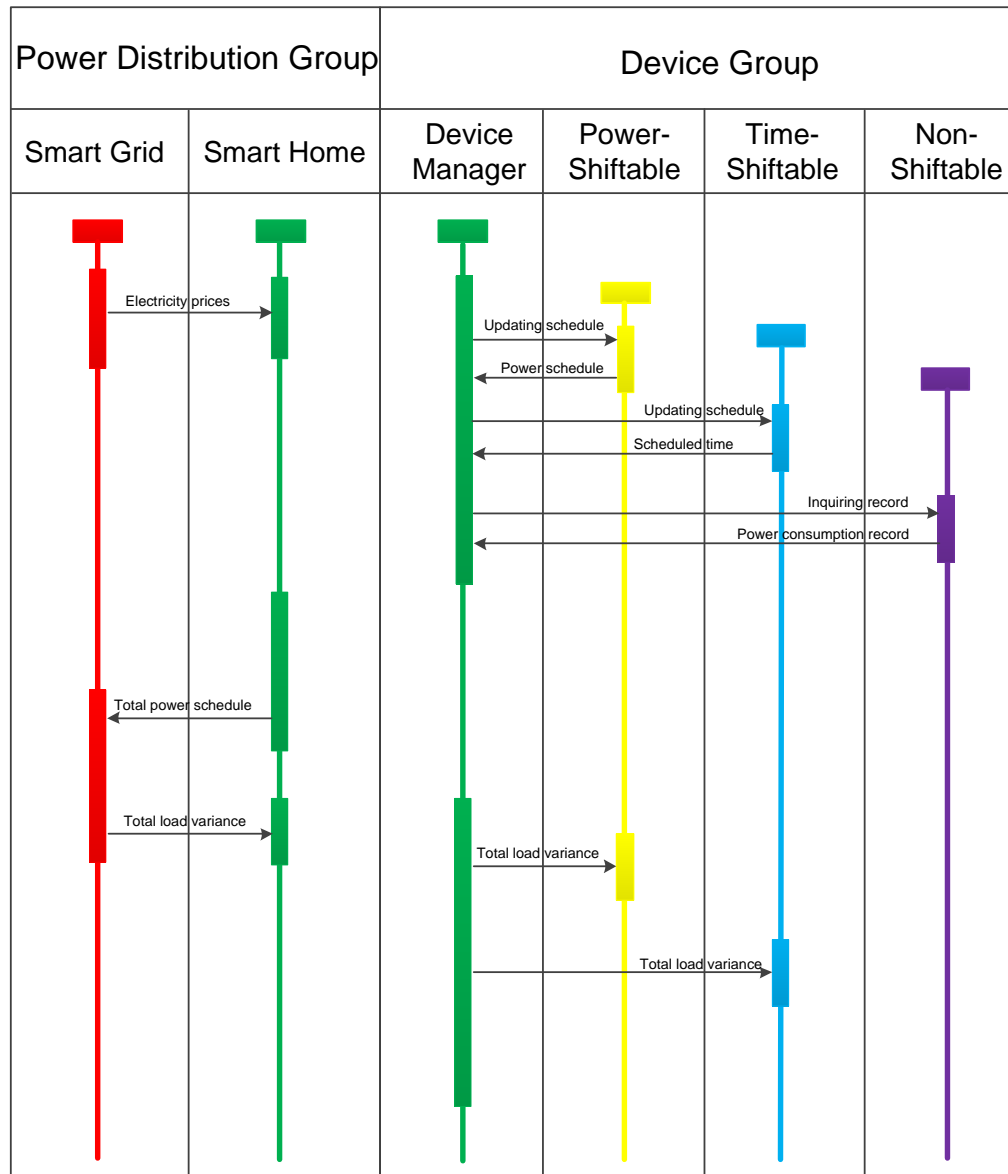 Power Distribution Group
Device Group
Smart Grid
Smart Home
Device
Manager
Power-
Shiftable
Time-
Shiftable
Non-
Shiftable
Electricity prices
Updating schedule
Power schedule
Updating schedule
Scheduled time
Inquiring record
Power consumption record
Total power schedule
Total load variance
Total load variance
Total load variance